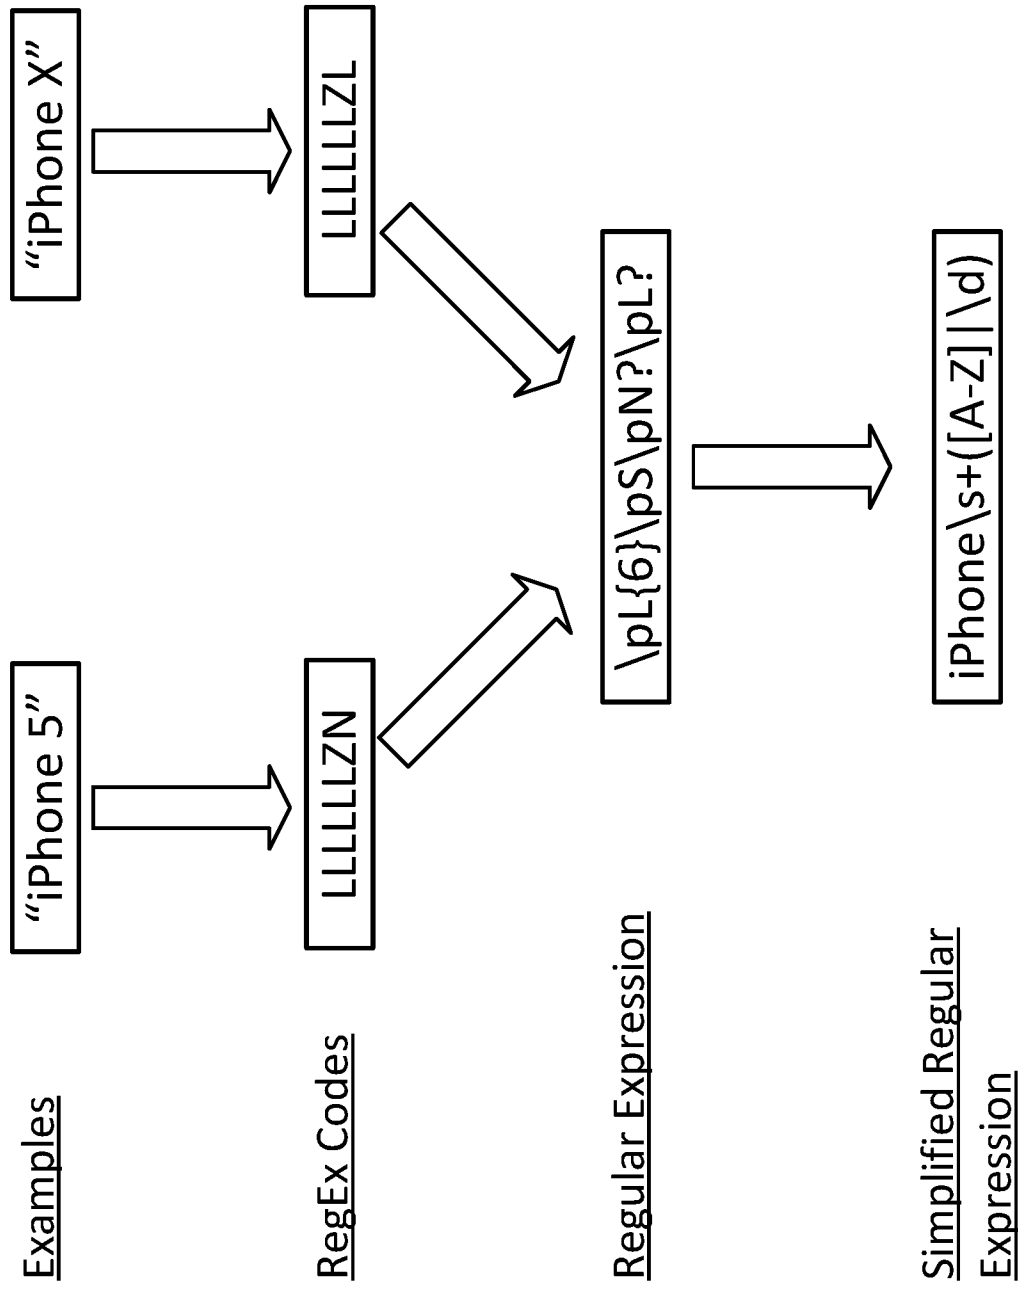 Examples
“iPhone 5”
“iPhone X”
RegEx Codes
LLLLLLZN
LLLLLLZL
Regular Expression
\pL{6}\pS\pN?\pL?
Simplified Regular
Expression
iPhone\s+([A-Z]||\d)